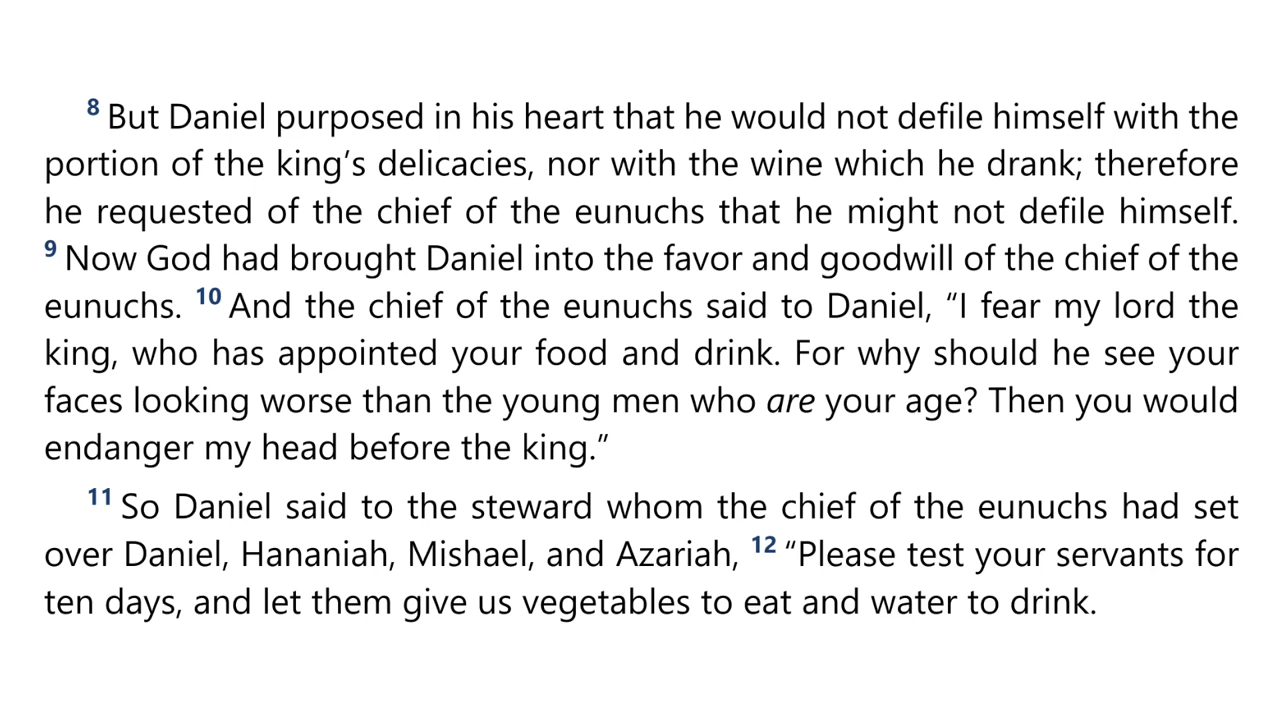 8 But Daniel purposed in his heart that he would not defile himself with the
portion of the king’s delicacies, nor with the wine which he drank; therefore
he requested of the chief of the eunuchs that he might not defile himself.
9 Now God had brought Daniel into the favor and goodwill of the chief of the
eunuchs. 10 And the chief of the eunuchs said to Daniel, “I fear my lord the
king, who has appointed your food and drink. For why should he see your
faces looking worse than the young men who are your age? Then you would
endanger my head before the king.”
11 So Daniel said to the steward whom the chief of the eunuchs had set
over Daniel, Hananiah, Mishael, and Azariah, 12 “Please test your servants for
ten days, and let them give us vegetables to eat and water to drink.